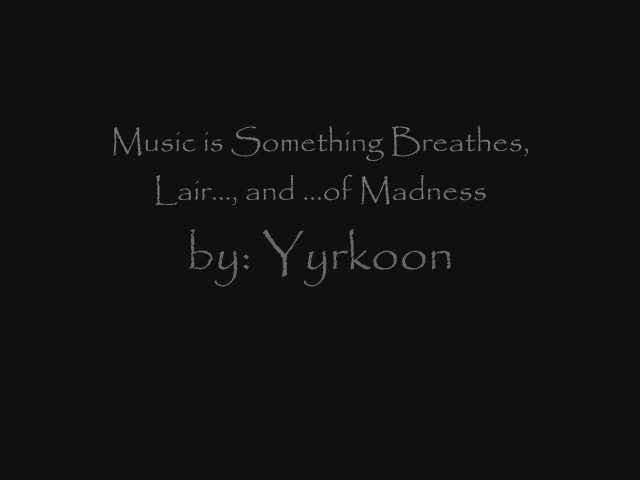 Music is Something Breathes,
Lair..., and ...of Madness
by: Yyrkoon